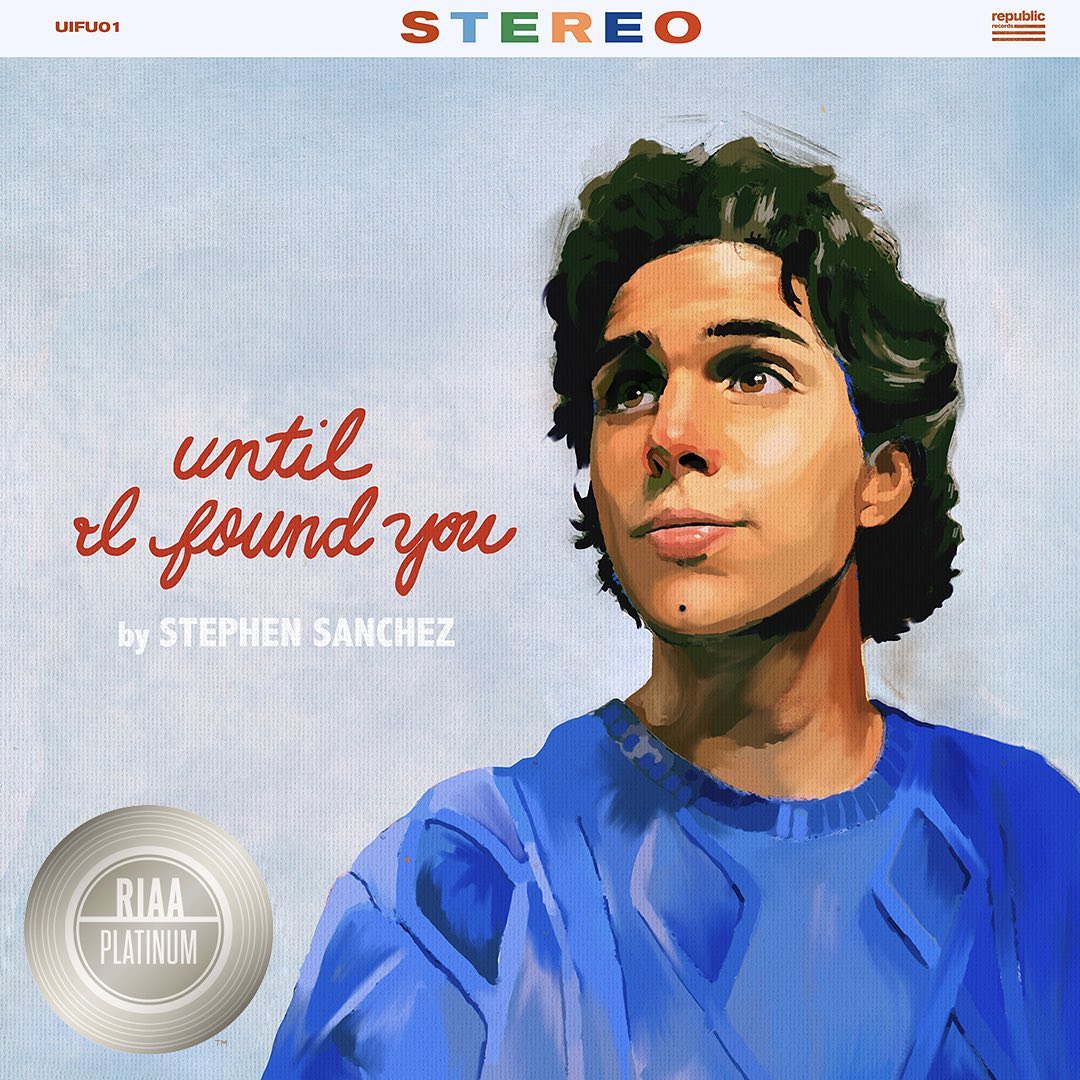 UIFU01
STEREO
republic
records
until
I found you
by STEPHEN SANCHEZ
RIAA
PLATINUM
TM